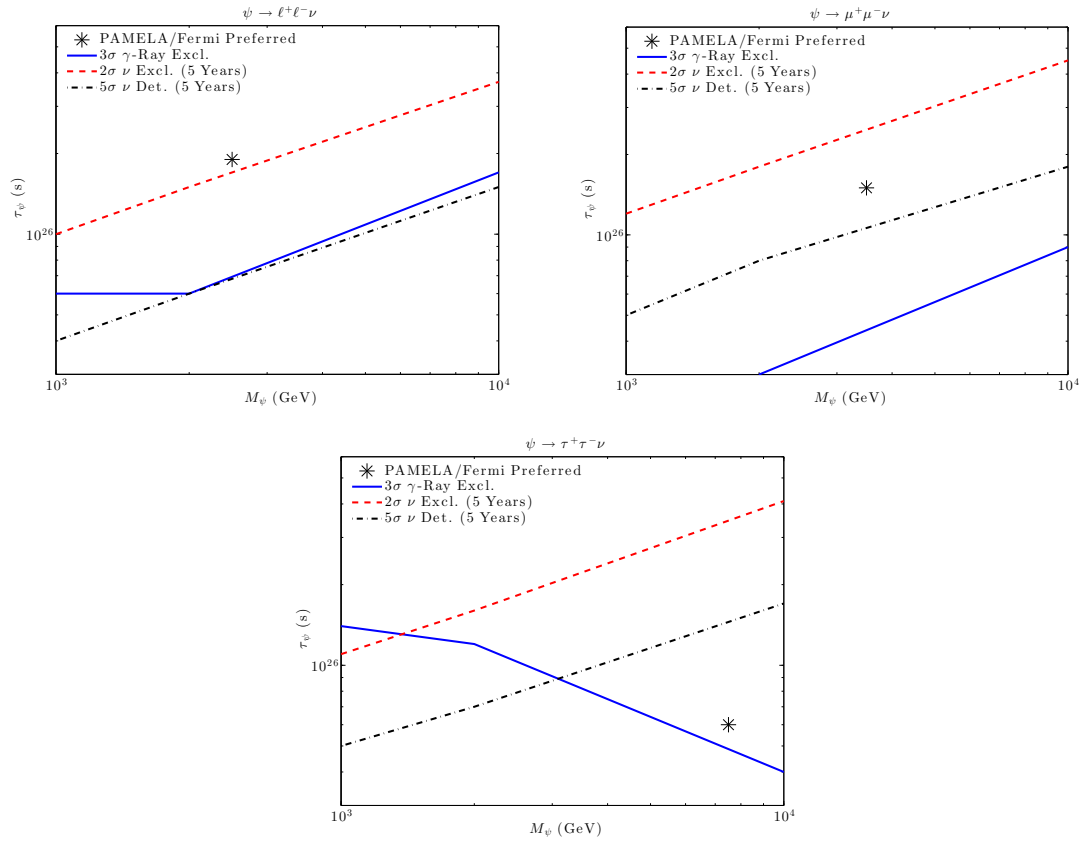 ψ → ℓ⁺ℓ⁻ν
PAMELA/Fermi Preferred
3σ γ-Ray Excl.
2σ ν Excl. (5 Years)
5σ ν Det. (5 Years)
τψ (s)
10²⁶
10³
10⁴
Mψ (GeV)
ψ → μ⁺μ⁻ν
PAMELA/Fermi Preferred
3σ γ-Ray Excl.
2σ ν Excl. (5 Years)
5σ ν Det. (5 Years)
τψ (s)
10²⁶
10³
10⁴
Mψ (GeV)
ψ → τ⁺τ⁻ν
PAMELA/Fermi Preferred
3σ γ-Ray Excl.
2σ ν Excl. (5 Years)
5σ ν Det. (5 Years)
τψ (s)
10²⁶
10³
10⁴
Mψ (GeV)